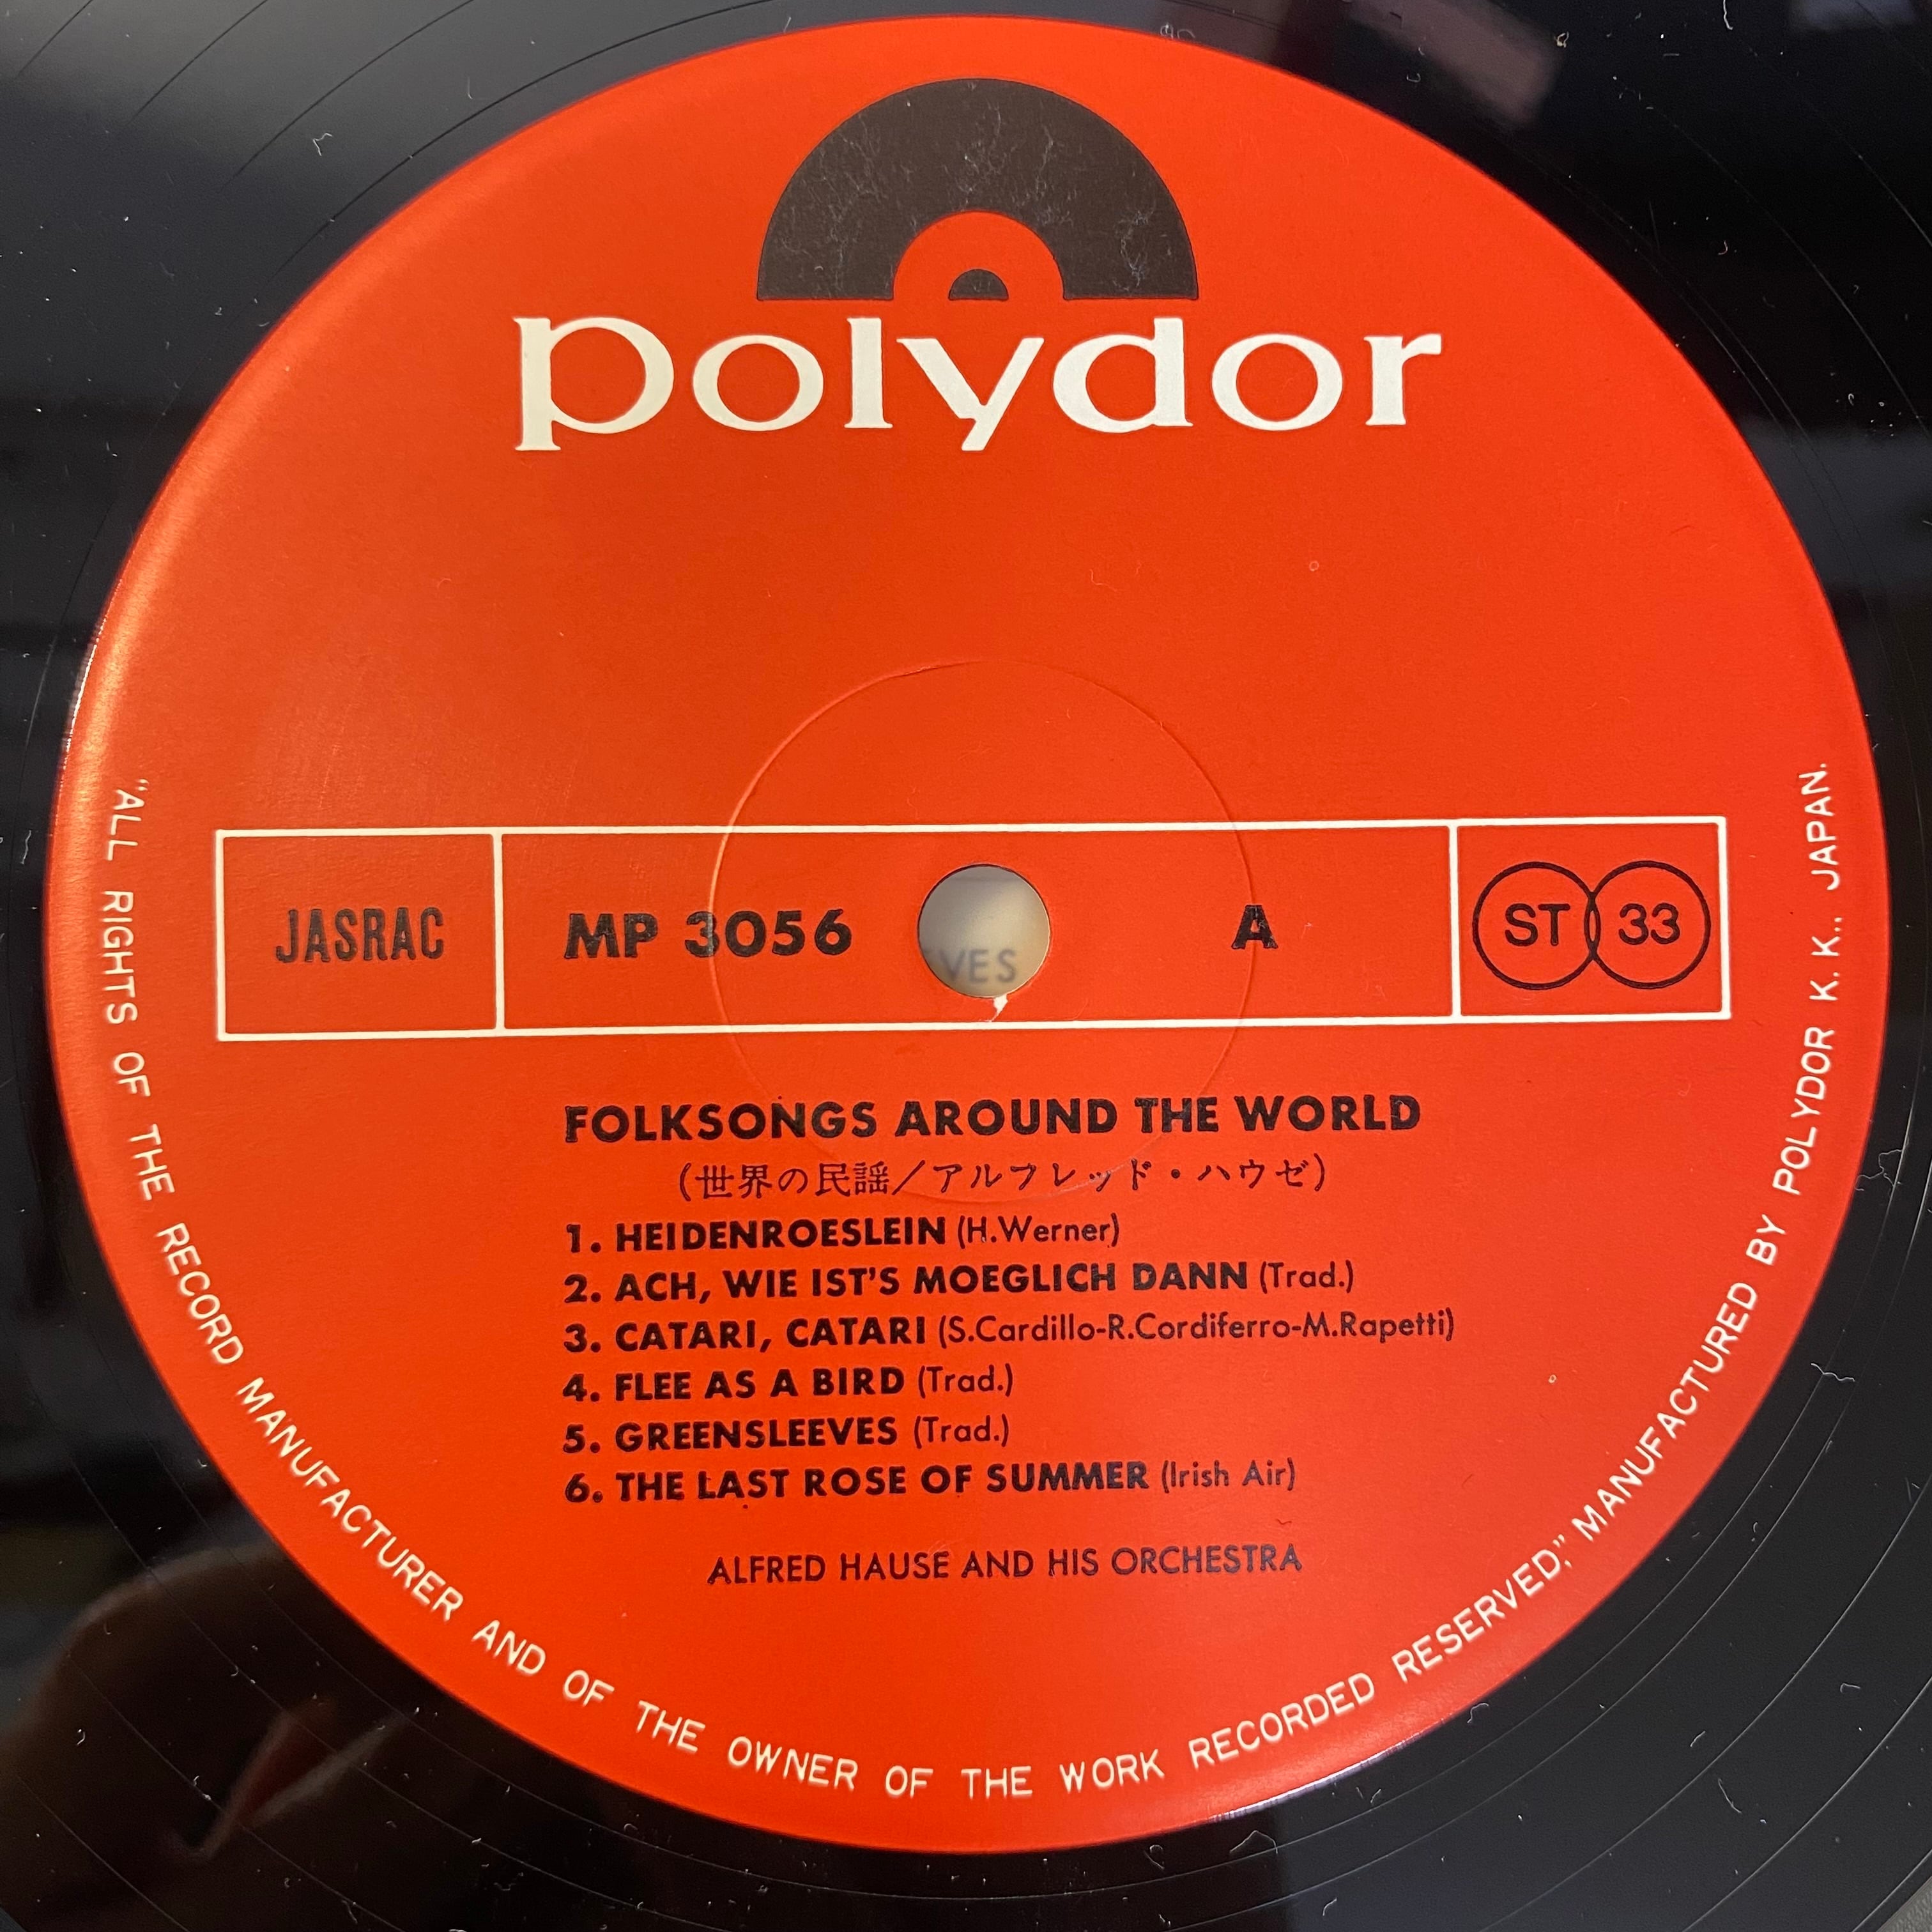 polydor
JASRAC
MP 3056
VES
A
ST 33
FOLKSONGS AROUND THE WORLD
(世界の民謡／アルフレッド・ハウゼ)
1. HEIDENROESLEIN (H.Werner)
2. ACH, WIE IST'S MOEGLICH DANN (Trad.)
3. CATARI, CATARI (S.Cardillo-R.Cordiferro-M.Rapetti)
4. FLEE AS A BIRD (Trad.)
5. GREENSLEEVES (Trad.)
6. THE LAST ROSE OF SUMMER (Irish Air)
ALFRED HAUSE AND HIS ORCHESTRA
"ALL RIGHTS OF THE RECORD MANUFACTURER AND OF THE OWNER OF THE WORK RECORDED RESERVED," MANUFACTURED BY POLYDOR K.K., JAPAN.